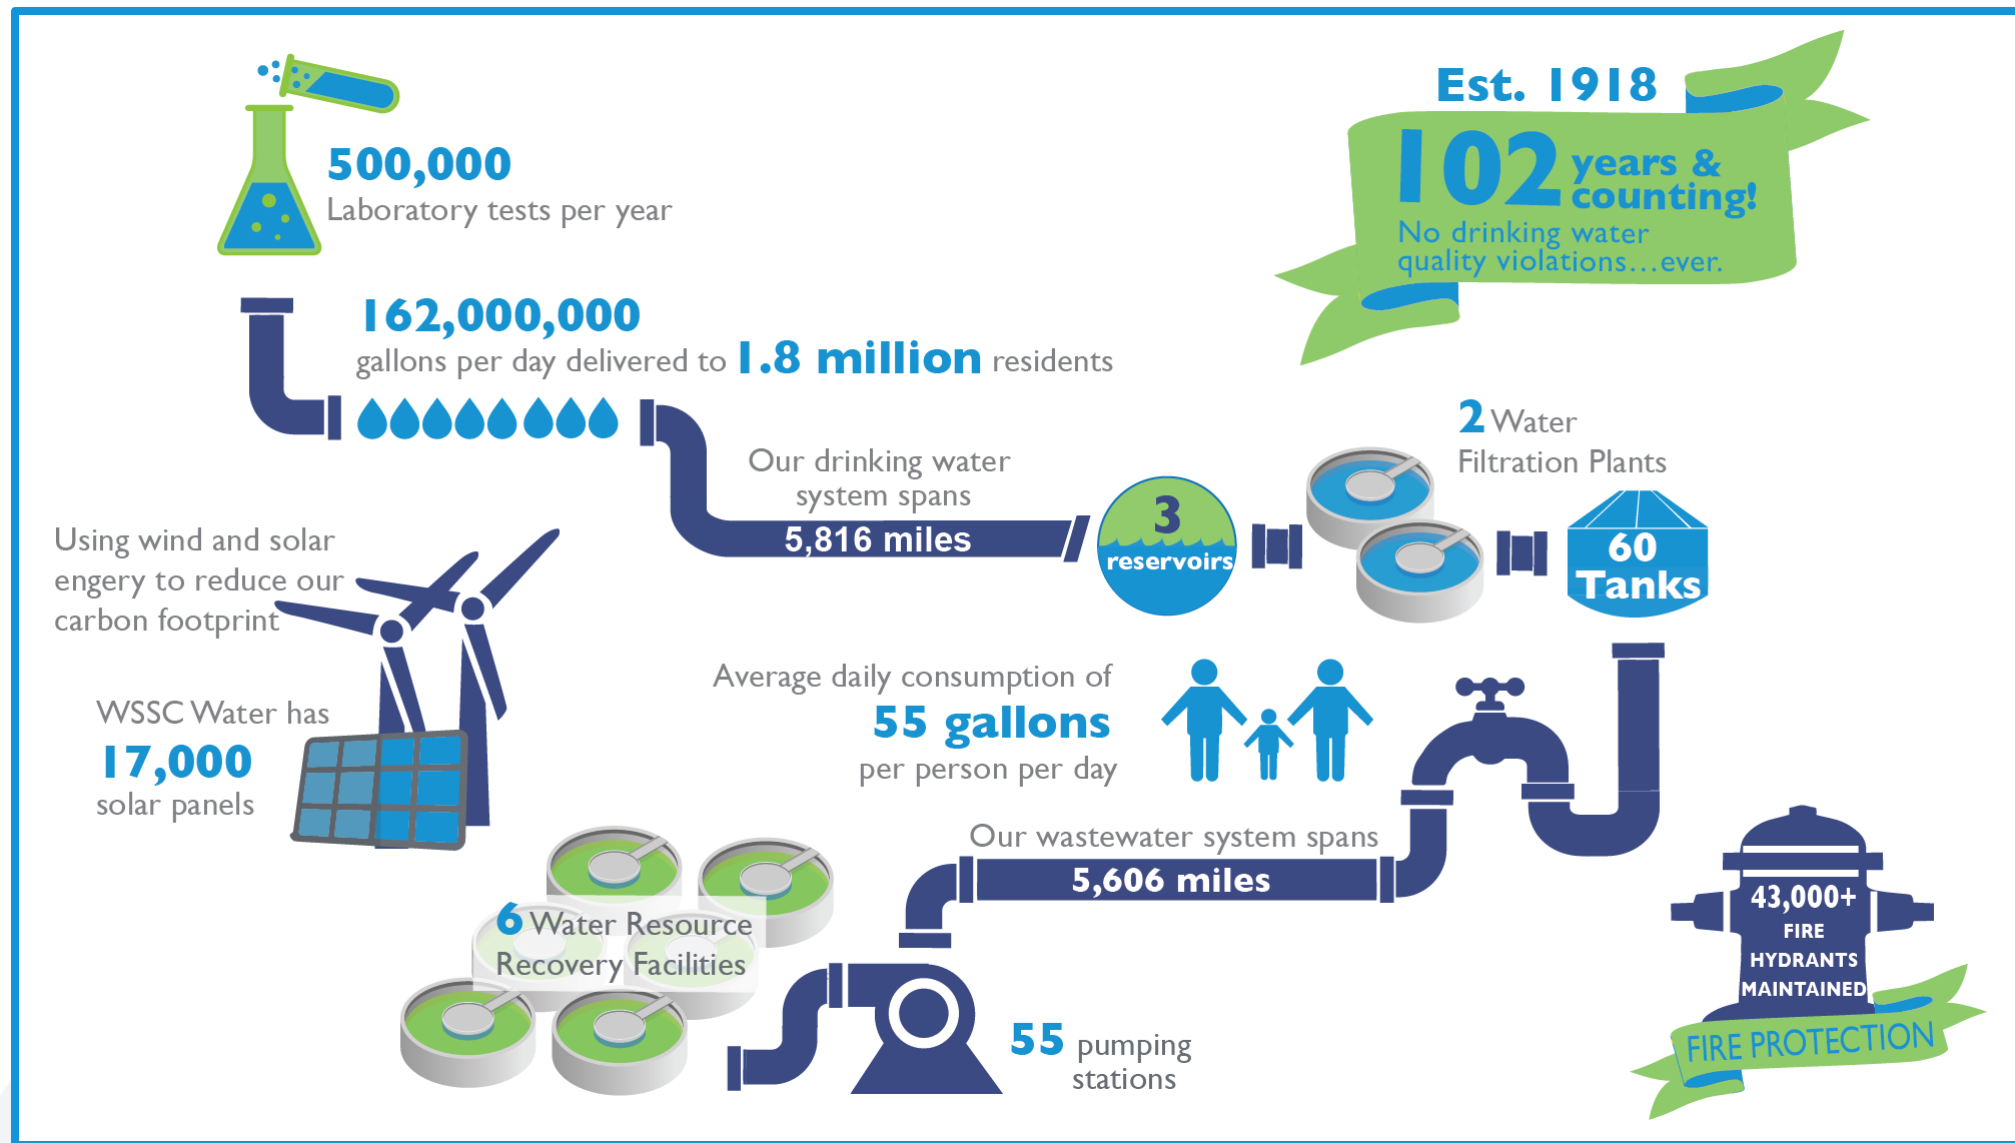 Est. 1918
102 years & counting!
No drinking water
quality violations...ever.
500,000
Laboratory tests per year
162,000,000
gallons per day delivered to 1.8 million residents
Our drinking water
system spans
5,816 miles
3
reservoirs
2 Water
Filtration Plants
60
Tanks
Using wind and solar
engery to reduce our
carbon footprint
WSSC Water has
17,000
solar panels
Average daily consumption of
55 gallons
per person per day
Our wastewater system spans
5,606 miles
6 Water Resource
Recovery Facilities
55 pumping
stations
43,000+
FIRE
HYDRANTS
MAINTAINED
FIRE PROTECTION